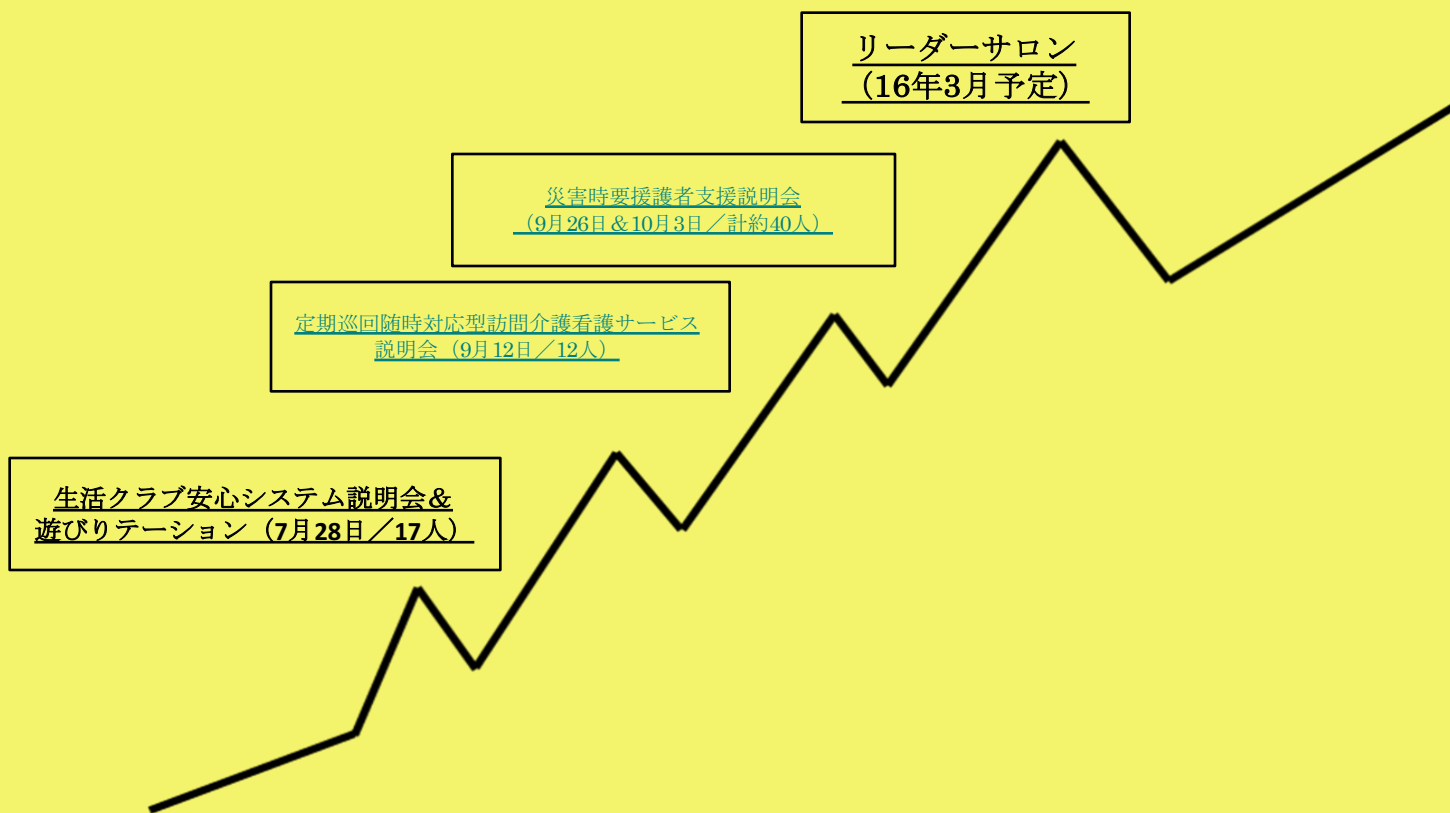 リーダーサロン
（16年3月予定）
災害時要援護者支援説明会
（9月26日＆10月3日／計約40人）
定期巡回随時対応型訪問介護看護サービス
説明会（9月12日／12人）
生活クラブ安心システム説明会＆
遊びりテーション（7月28日／17人）